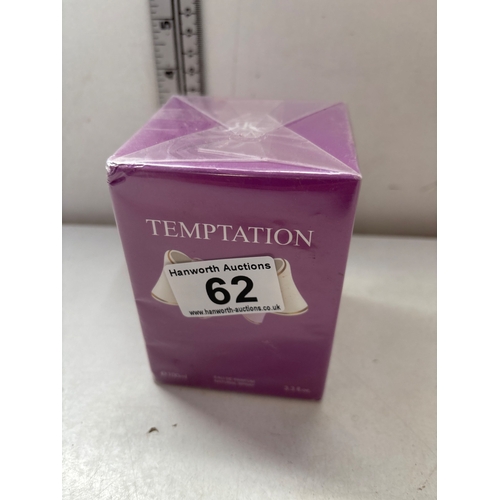 TEMPTATION
Hanworth Auctions
62
www.hanworth-auctions.co.uk